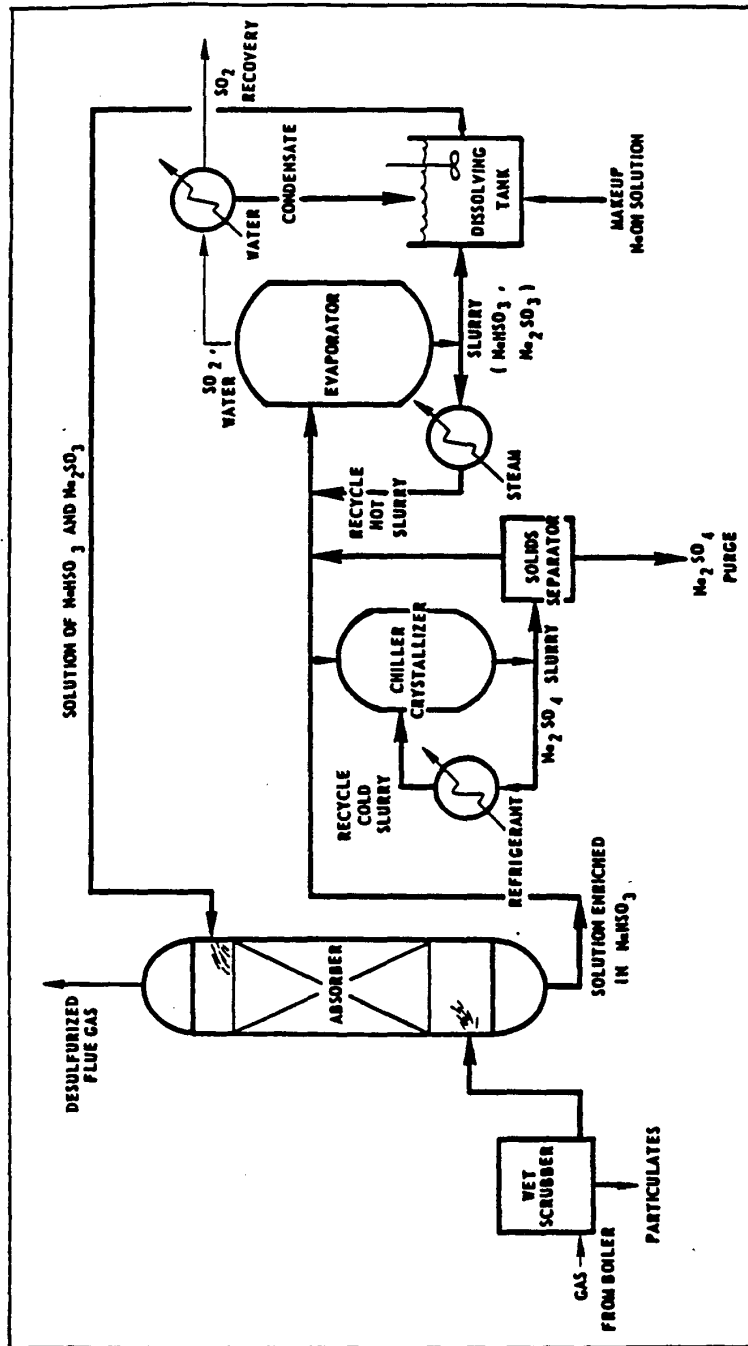 GAS
FROM BOILER
WET
SCRUBBER
PARTICULATES
DESULFURIZED
FLUE GAS
ABSORBER
SOLUTION ENRICHED
IN NaHSO3
SOLUTION OF NaHSO3 AND Na2SO3
RECYCLE
COLD
SLURRY
REFRIGERANT
CHILLER
CRYSTALLIZER
Na2SO4 SLURRY
SOLIDS
SEPARATOR
Na2SO4
PURGE
RECYCLE
HOT
SLURRY
STEAM
SO2,
WATER
EVAPORATOR
SLURRY
(NaHSO3,
Na2SO3)
WATER
CONDENSATE
SO2
RECOVERY
DISSOLVING
TANK
MAKEUP
NaOH SOLUTION